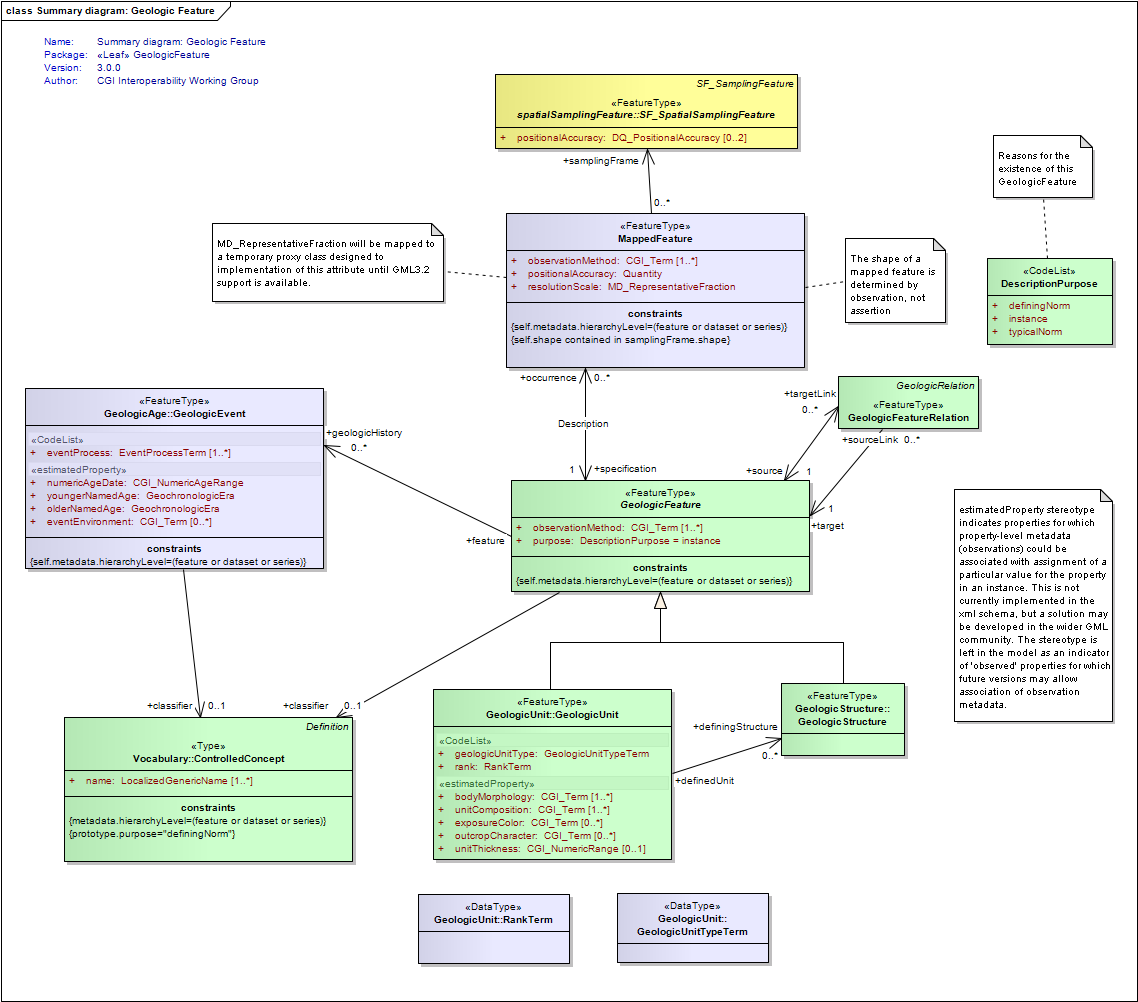 class Summary diagram: Geologic Feature
Name: Summary diagram: Geologic Feature
Package: «Leaf» GeologicFeature
Version: 3.0.0
Author: CGI Interoperability Working Group
SF_SamplingFeature
«FeatureType»
spatialSamplingFeature::SF_SpatialSamplingFeature
+ positionalAccuracy: DQ_PositionalAccuracy [0..2]
+samplingFrame
0..*
Reasons for the
existence of this
GeologicFeature
MD_RepresentativeFraction will be mapped to
a temporary proxy class designed to
implementation of this attribute until GML3.2
support is available.
«FeatureType»
MappedFeature
+ observationMethod: CGI_Term [1..*]
+ positionalAccuracy: Quantity
+ resolutionScale: MD_RepresentativeFraction
constraints
{self.metadata.hierarchyLevel=(feature or dataset or series)}
{self.shape contained in samplingFrame.shape}
The shape of a
mapped feature is
determined by
observation, not
assertion
«CodeList»
DescriptionPurpose
+ definingNorm
+ instance
+ typicalNorm
+occurrence 0..*
Description
1 +specification
GeologicRelation
«FeatureType»
GeologicFeatureRelation
+targetLink
0..*
+sourceLink 0..*
+source 1
1
+target
«FeatureType»
GeologicAge::GeologicEvent
«CodeList»
+ eventProcess: EventProcessTerm [1..*]
«estimatedProperty»
+ numericAgeDate: CGI_NumericAgeRange
+ youngerNamedAge: GeochronologicEra
+ olderNamedAge: GeochronologicEra
+ eventEnvironment: CGI_Term [0..*]
constraints
{self.metadata.hierarchyLevel=(feature or dataset or series)}
+geologicHistory
0..*
+feature
«FeatureType»
GeologicFeature
+ observationMethod: CGI_Term [1..*]
+ purpose: DescriptionPurpose = instance
constraints
{self.metadata.hierarchyLevel=(feature or dataset or series)}
estimatedProperty stereotype
indicates properties for which
property-level metadata
(observations) could be
associated with assignment of a
particular value for the property
in an instance. This is not
currently implemented in the
xml schema, but a solution may
be developed in the wider GML
community. The stereotype is
left in the model as an indicator
of 'observed' properties for which
future versions may allow
association of observation
metadata.
+classifier 0..1
+classifier 0..1
Definition
«Type»
Vocabulary::ControlledConcept
+ name: LocalizedGenericName [1..*]
constraints
{metadata.hierarchyLevel=(feature or dataset or series)}
{prototype.purpose="definingNorm"}
«FeatureType»
GeologicUnit::GeologicUnit
«CodeList»
+ geologicUnitType: GeologicUnitTypeTerm
+ rank: RankTerm
«estimatedProperty»
+ bodyMorphology: CGI_Term [1..*]
+ unitComposition: CGI_Term [1..*]
+ exposureColor: CGI_Term [0..*]
+ outcropCharacter: CGI_Term [0..*]
+ unitThickness: CGI_NumericRange [0..1]
+definingStructure
0..*
+definedUnit
«FeatureType»
GeologicStructure::
GeologicStructure
«DataType»
GeologicUnit::RankTerm
«DataType»
GeologicUnit::
GeologicUnitTypeTerm